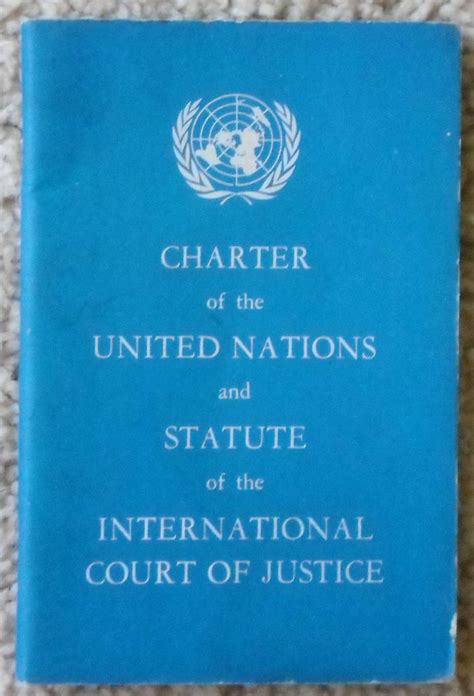 CHARTER
of the
UNITED NATIONS
and
STATUTE
of the
INTERNATIONAL
COURT OF JUSTICE